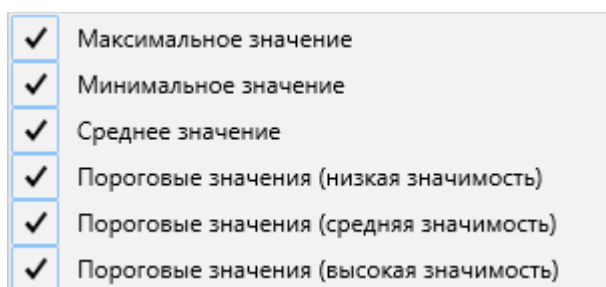 Максимальное значение
Минимальное значение
Среднее значение
Пороговые значения (низкая значимость)
Пороговые значения (средняя значимость)
Пороговые значения (высокая значимость)